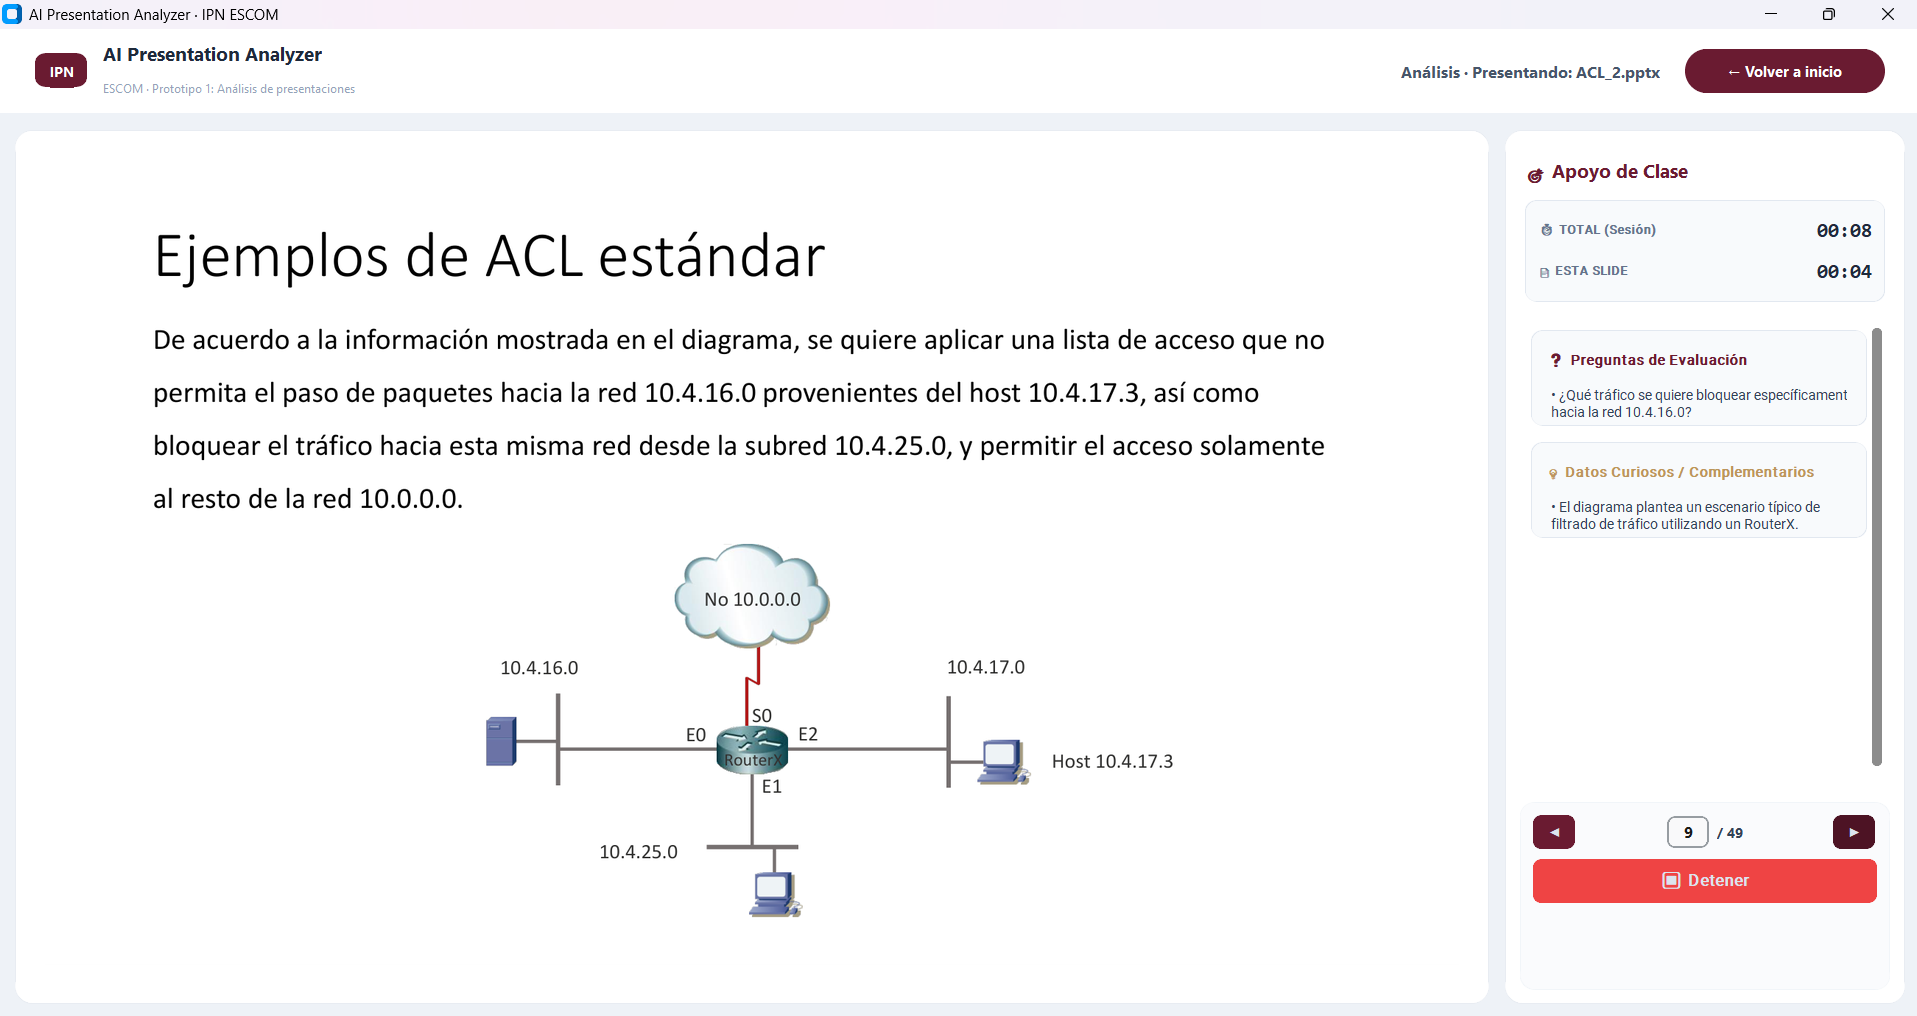 AI Presentation Analyzer · IPN ESCOM
IPN
AI Presentation Analyzer
ESCOM · Prototipo 1: Análisis de presentaciones
Análisis · Presentando: ACL_2.pptx
← Volver a inicio
Ejemplos de ACL estándar
De acuerdo a la información mostrada en el diagrama, se quiere aplicar una lista de acceso que no
permita el paso de paquetes hacia la red 10.4.16.0 provenientes del host 10.4.17.3, así como
bloquear el tráfico hacia esta misma red desde la subred 10.4.25.0, y permitir el acceso solamente
al resto de la red 10.0.0.0.
No 10.0.0.0
10.4.16.0
10.4.17.0
S0
E0
E2
RouterX
Host 10.4.17.3
E1
10.4.25.0
Apoyo de Clase
TOTAL (Sesión)
00:08
ESTA SLIDE
00:04
? Preguntas de Evaluación
• ¿Qué tráfico se quiere bloquear específicament
hacia la red 10.4.16.0?
Datos Curiosos / Complementarios
• El diagrama plantea un escenario típico de
filtrado de tráfico utilizando un RouterX.
◄
9 / 49
►
Detener